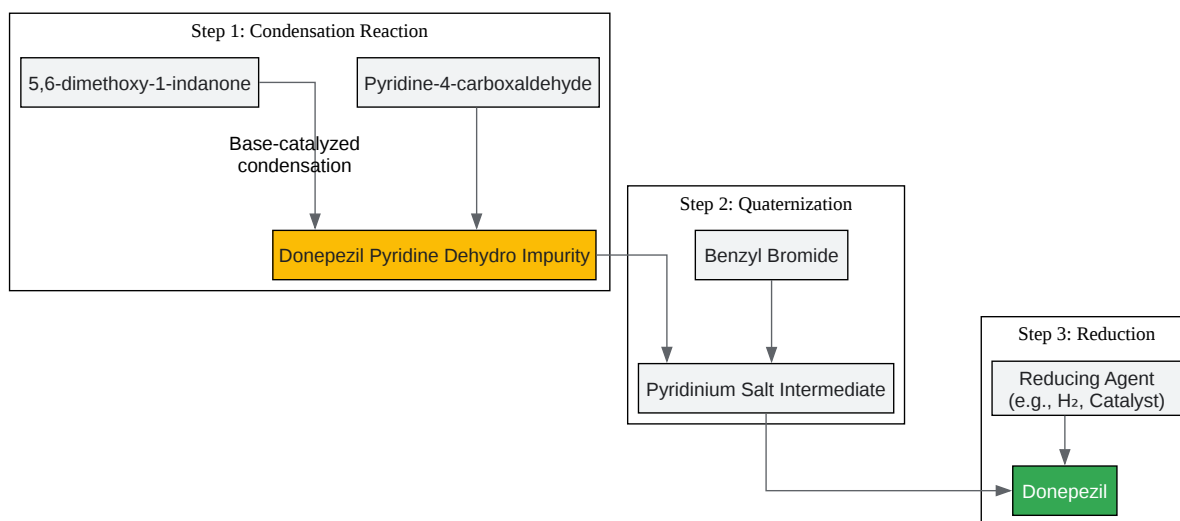 Step 1: Condensation Reaction
5,6-dimethoxy-1-indanone
Pyridine-4-carboxaldehyde
Base-catalyzed
condensation
Donepezil Pyridine Dehydro Impurity
Step 2: Quaternization
Benzyl Bromide
Pyridinium Salt Intermediate
Step 3: Reduction
Reducing Agent
(e.g., H₂, Catalyst)
Donepezil